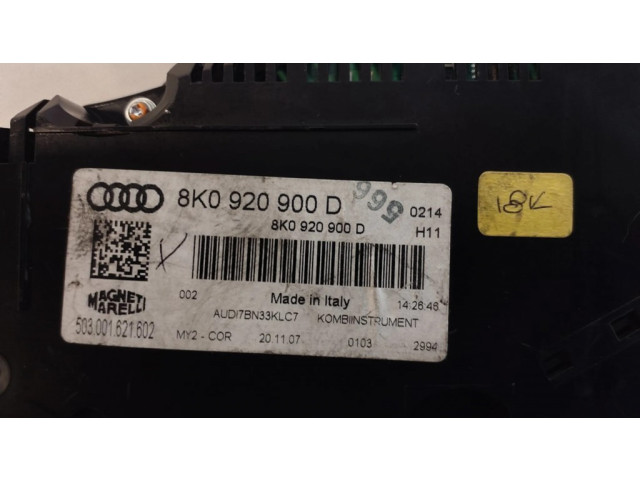 8K0 920 900 D
566
0214
8K0 920 900 D
H11
18K
002
Made in Italy
14:26:46
MAGNETI
MARELLI
AUDI7BN33KLC7 KOMBIINSTRUMENT
503.001.621.602
MY2 - COR 20.11.07 0103 2994